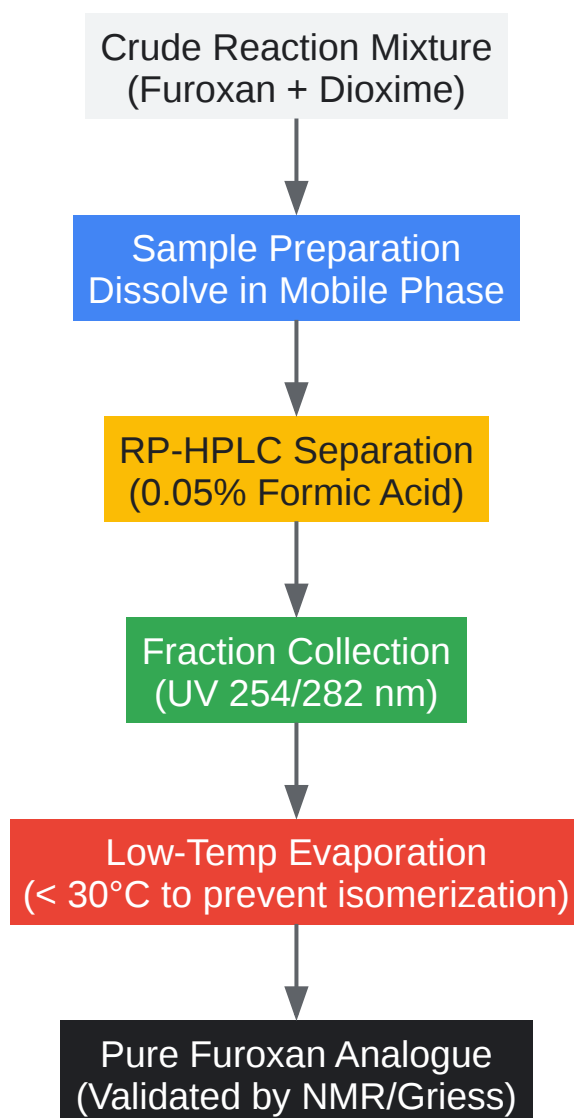 Crude Reaction Mixture
(Furoxan + Dioxime)
Sample Preparation
Dissolve in Mobile Phase
RP-HPLC Separation
(0.05% Formic Acid)
Fraction Collection
(UV 254/282 nm)
Low-Temp Evaporation
(< 30°C to prevent isomerization)
Pure Furoxan Analogue
(Validated by NMR/Griess)